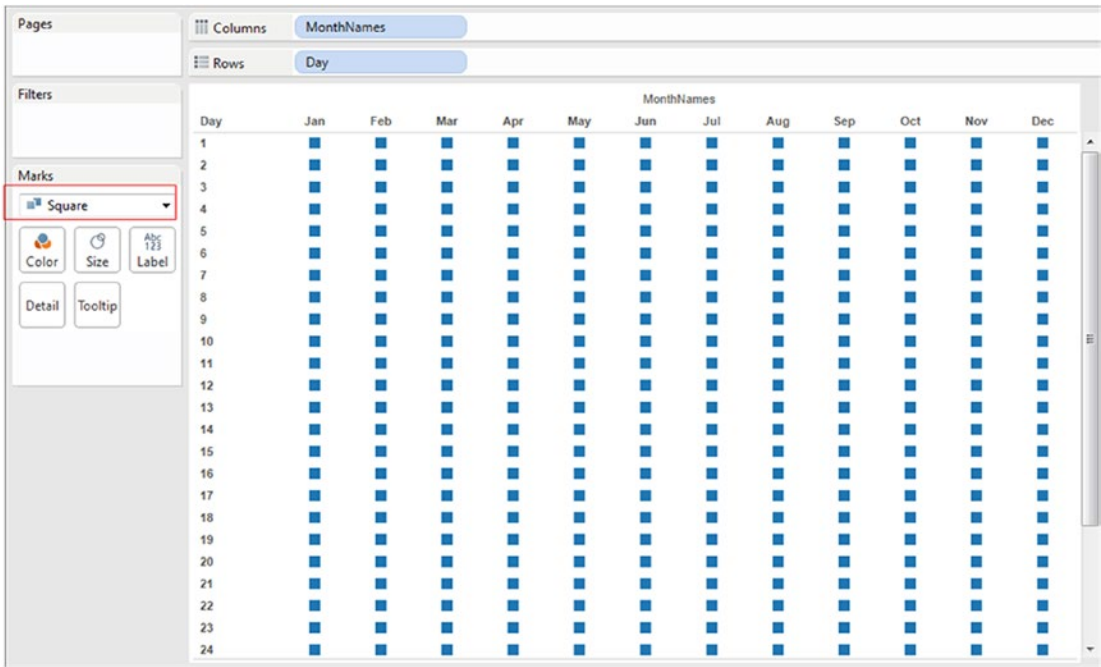 Pages
Columns MonthNames
Rows Day
Filters
Marks
Square
Color Size Abc 123 Label
Detail Tooltip
MonthNames
Day Jan Feb Mar Apr May Jun Jul Aug Sep Oct Nov Dec
1
2
3
4
5
6
7
8
9
10
11
12
13
14
15
16
17
18
19
20
21
22
23
24